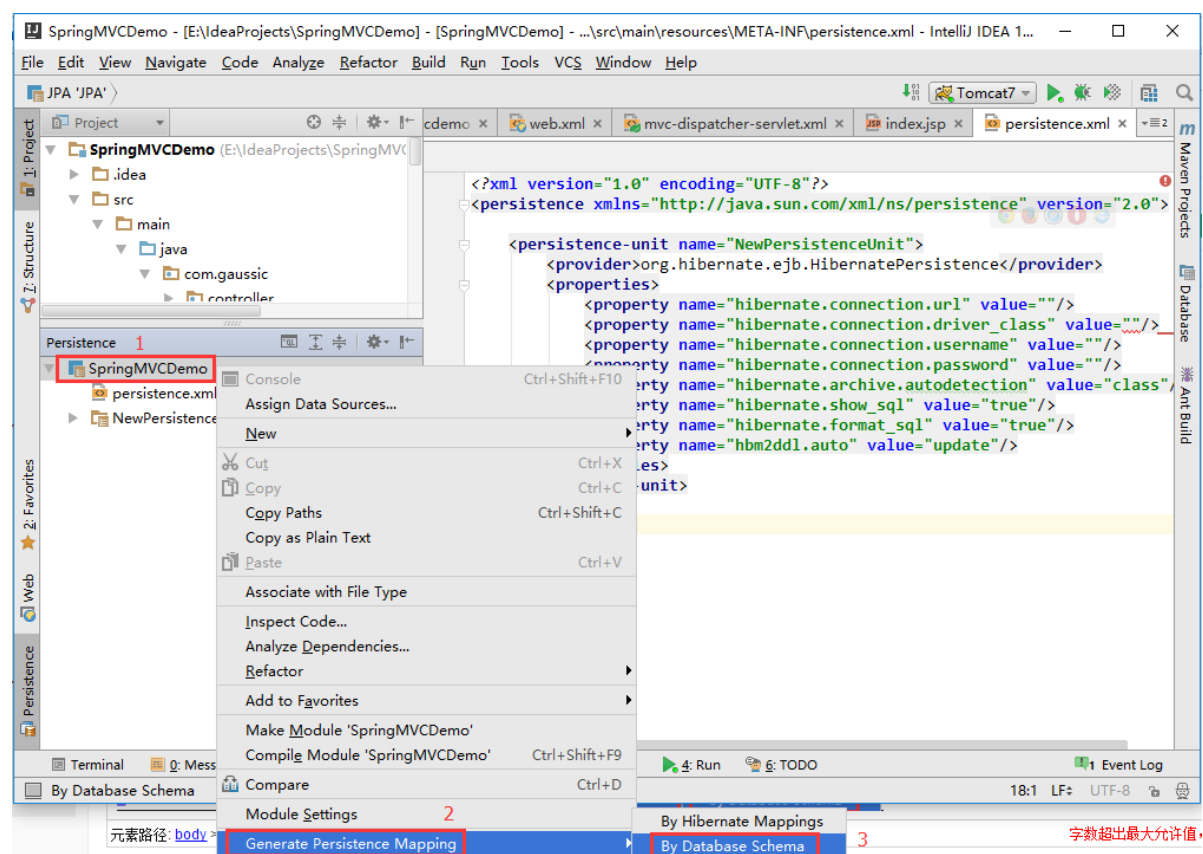 SpringMVCDemo - [E:\IdeaProjects\SpringMVCDemo] - [SpringMVCDemo] - ...\src\main\resources\META-INF\persistence.xml - IntelliJ IDEA 1...
File Edit View Navigate Code Analyze Refactor Build Run Tools VCS Window Help
JPA 'JPA'
Tomcat7
Project
cdemo
web.xml
mvc-dispatcher-servlet.xml
index.jsp
persistence.xml
2
1: Project
7: Structure
2: Favorites
Web
Persistence
SpringMVCDemo (E:\IdeaProjects\SpringMV
.idea
src
main
java
com.gaussic
controller
Persistence 1
SpringMVCDemo
persistence.xml
NewPersistence
<?xml version="1.0" encoding="UTF-8"?>
<persistence xmlns="http://java.sun.com/xml/ns/persistence" version="2.0">
<persistence-unit name="NewPersistenceUnit">
<provider>org.hibernate.ejb.HibernatePersistence</provider>
<properties>
<property name="hibernate.connection.url" value=""/>
<property name="hibernate.connection.driver_class" value=""/>
<property name="hibernate.connection.username" value=""/>
<property name="hibernate.connection.password" value=""/>
erty name="hibernate.archive.autodetection" value="class"/
erty name="hibernate.show_sql" value="true"/>
erty name="hibernate.format_sql" value="true"/>
erty name="hbm2ddl.auto" value="update"/>
ies>
-unit>
Maven Projects
Database
Ant Build
Console Ctrl+Shift+F10
Assign Data Sources...
New
Cut Ctrl+X
Copy Ctrl+C
Copy Paths Ctrl+Shift+C
Copy as Plain Text
Paste Ctrl+V
Associate with File Type
Inspect Code...
Analyze Dependencies...
Refactor
Add to Favorites
Make Module 'SpringMVCDemo'
Compile Module 'SpringMVCDemo' Ctrl+Shift+F9
Compare Ctrl+D
Module Settings 2
Generate Persistence Mapping
By Hibernate Mappings
By Database Schema 3
Terminal 0: Mess 4: Run 6: TODO 1 Event Log
By Database Schema 18:1 LF UTF-8
元素路径: body >
字数超出最大允许值